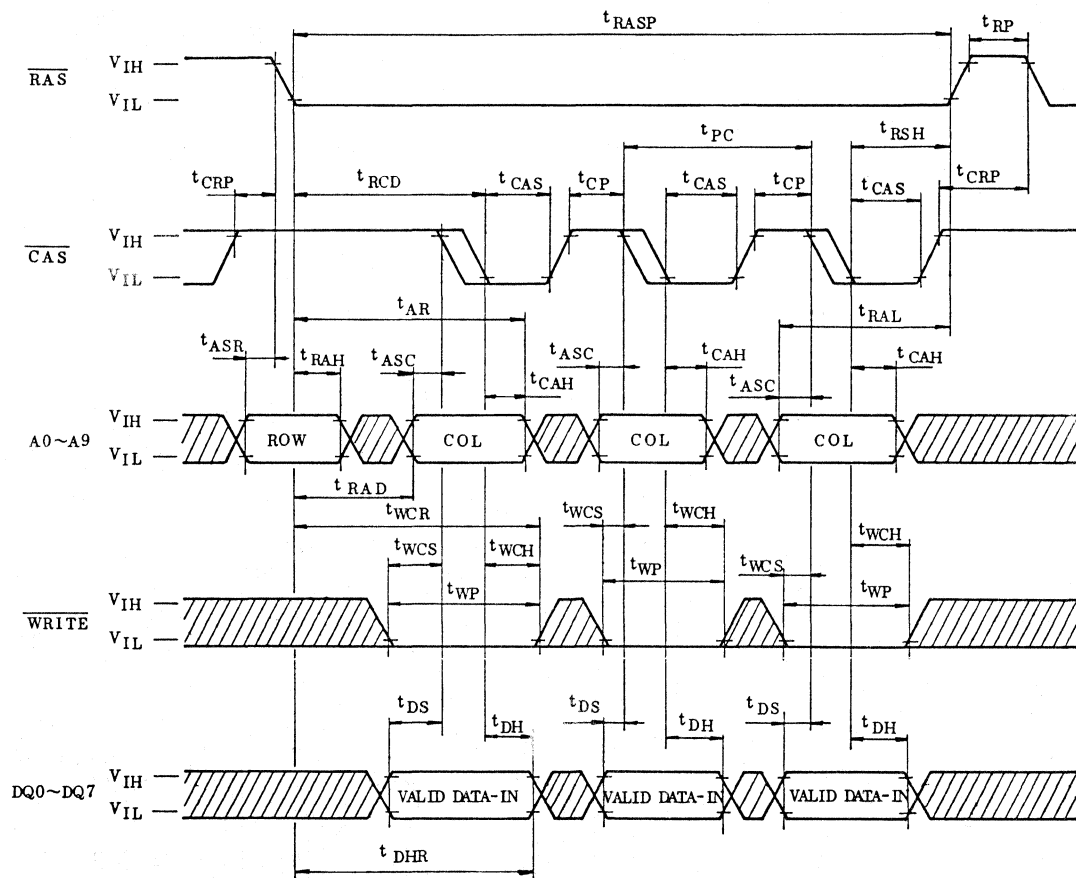 tRASP tRP
RAS VIH
VIL
tPC tRSH
tCRP tRCD tCAS tCP tCAS tCP tCAS tCRP
CAS VIH
VIL
tAR tRAL
tASR tRAH tASC tCAH tASC tCAH tASC tCAH
A0~A9 VIH ROW COL COL COL
VIL
tRAD
tWCR tWCS tWCH
tWCS tWCH tWCS tWCH
tWP tWP tWP
WRITE VIH
VIL
tDS tDH tDS tDH tDS tDH
DQ0~DQ7 VIH VALID DATA-IN VALID DATA-IN VALID DATA-IN
VIL
tDHR